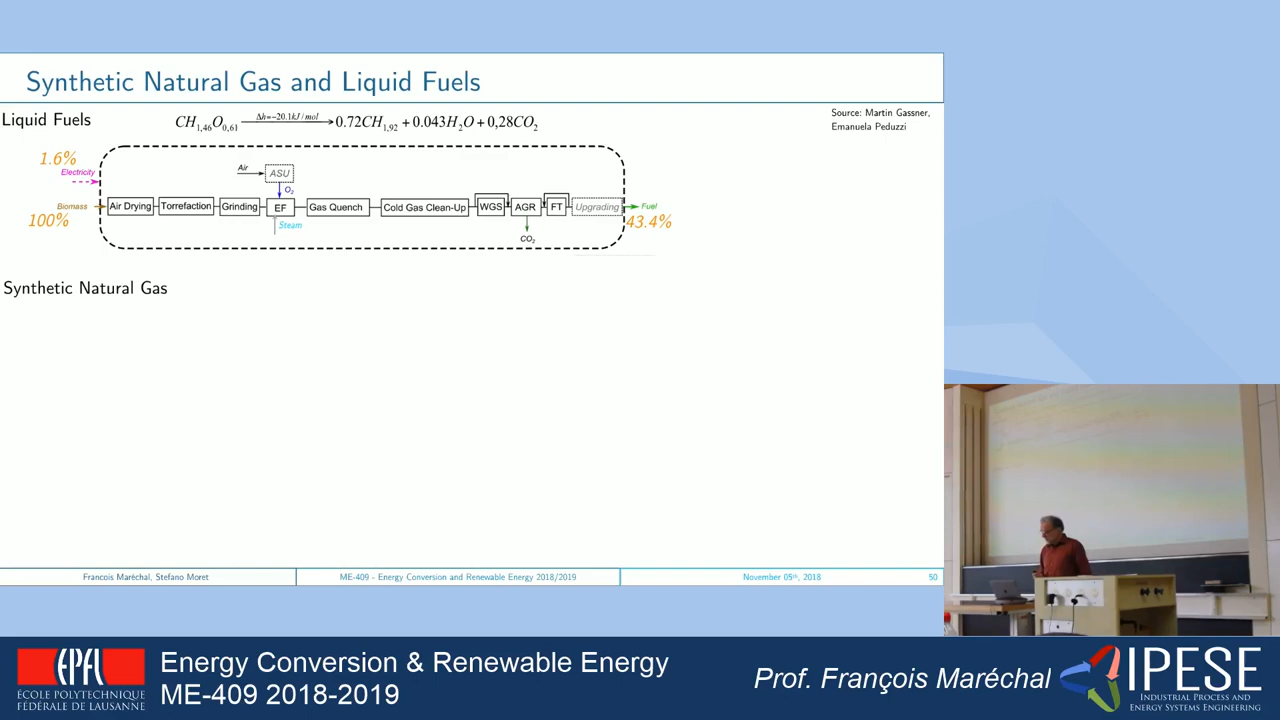 Synthetic Natural Gas and Liquid Fuels
Liquid Fuels
CH1,46O0,61 Δh=-20.1kJ/mol → 0.72CH1,92 + 0.043H2O + 0,28CO2
Source: Martin Gassner,
Emanuela Peduzzi
1.6%
Electricity
Air
ASU
O2
Biomass
100%
Air Drying
Torrefaction
Grinding
EF
Gas Quench
Cold Gas Clean-Up
WGS
AGR
FT
Upgrading
Fuel
43.4%
Steam
CO2
Synthetic Natural Gas
Francois Maréchal, Stefano Moret
ME-409 - Energy Conversion and Renewable Energy 2018/2019
November 05th, 2018
50
EPFL
ÉCOLE POLYTECHNIQUE
FÉDÉRALE DE LAUSANNE
Energy Conversion & Renewable Energy
ME-409 2018-2019
Prof. François Maréchal
IPESE
Industrial Process and
Energy Systems Engineering